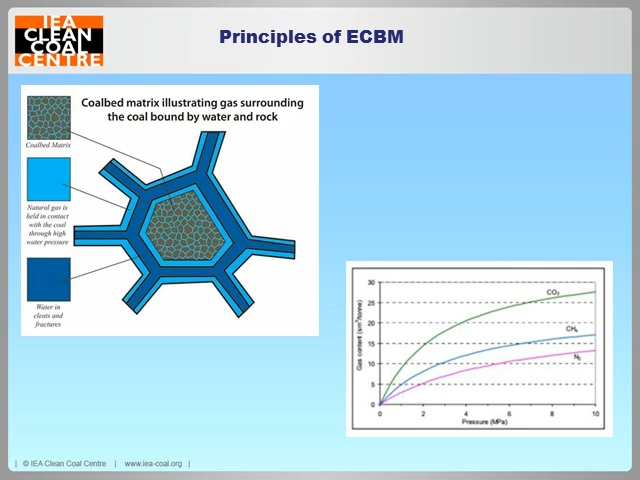 IEA
CLEAN
COAL
CENTRE
Principles of ECBM
Coalbed matrix illustrating gas surrounding
the coal bound by water and rock
Coalbed Matrix
Natural gas is
held in contact
with the coal
through high
water pressure
Water in
cleats and
fractures
Gas content (sm³/tonne)
30
25
20
15
10
5
0
CO₂
CH₄
N₂
0
2
4
6
8
10
Pressure (MPa)
| © IEA Clean Coal Centre | www.iea-coal.org |